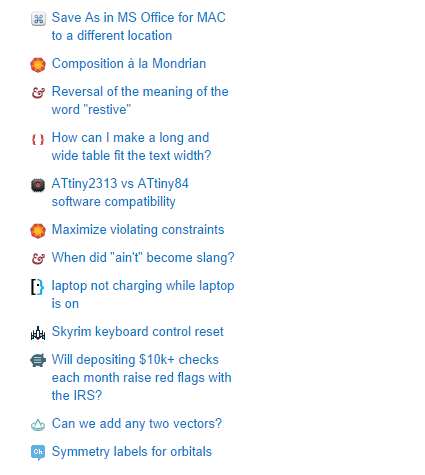 Save As in MS Office for MAC
to a different location
Composition á la Mondrian
Reversal of the meaning of the
word "restive"
How can I make a long and
wide table fit the text width?
ATtiny2313 vs ATtiny84
software compatibility
Maximize violating constraints
When did "ain't" become slang?
laptop not charging while laptop
is on
Skyrim keyboard control reset
Will depositing $10k+ checks
each month raise red flags with
the IRS?
Can we add any two vectors?
Symmetry labels for orbitals